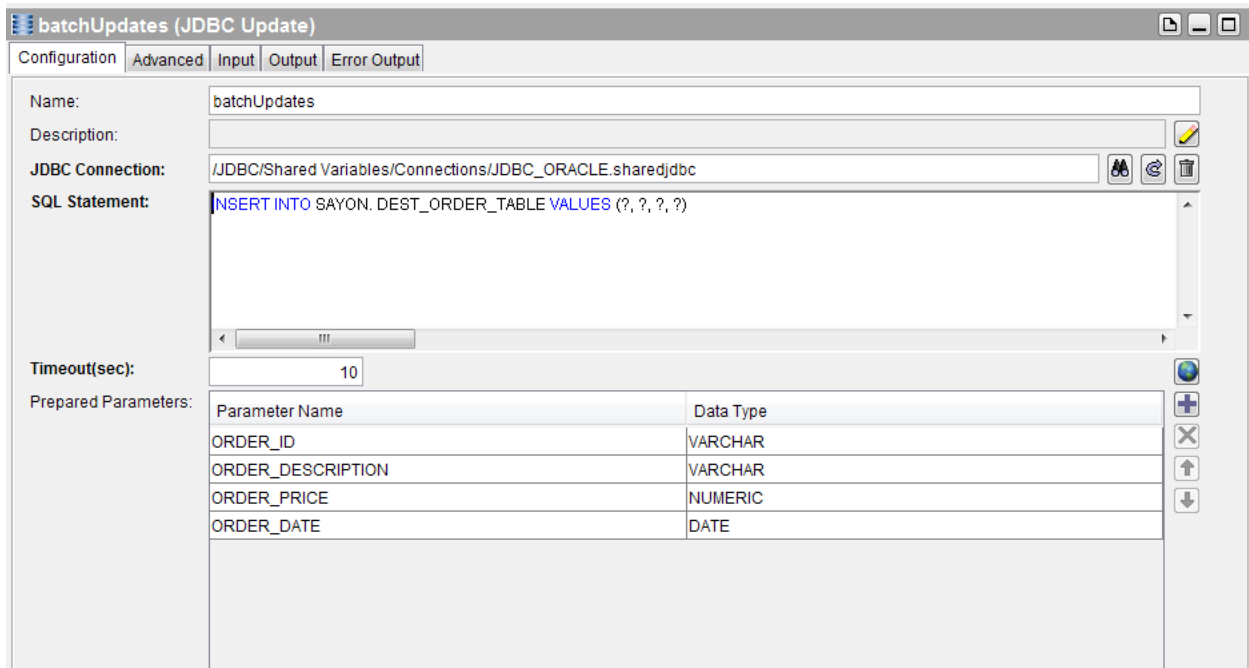 batchUpdates (JDBC Update)
Configuration Advanced Input Output Error Output
Name: batchUpdates
Description:
JDBC Connection: /JDBC/Shared Variables/Connections/JDBC_ORACLE.sharedjdbc
SQL Statement: INSERT INTO SAYON. DEST_ORDER_TABLE VALUES (?, ?, ?, ?)
Timeout(sec): 10
Prepared Parameters: Parameter Name Data Type
ORDER_ID VARCHAR
ORDER_DESCRIPTION VARCHAR
ORDER_PRICE NUMERIC
ORDER_DATE DATE